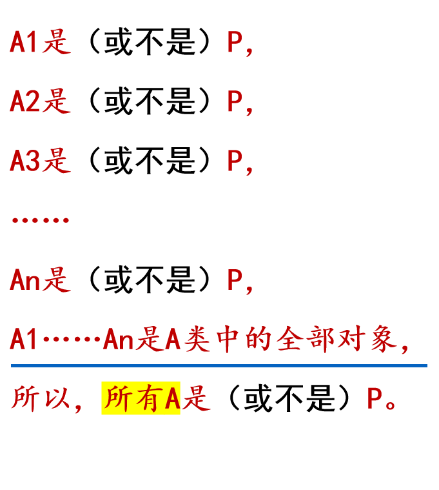 A1是（或不是）P，
A2是（或不是）P，
A3是（或不是）P，
……
An是（或不是）P，
A1……An是A类中的全部对象，
所以，所有A是（或不是）P。